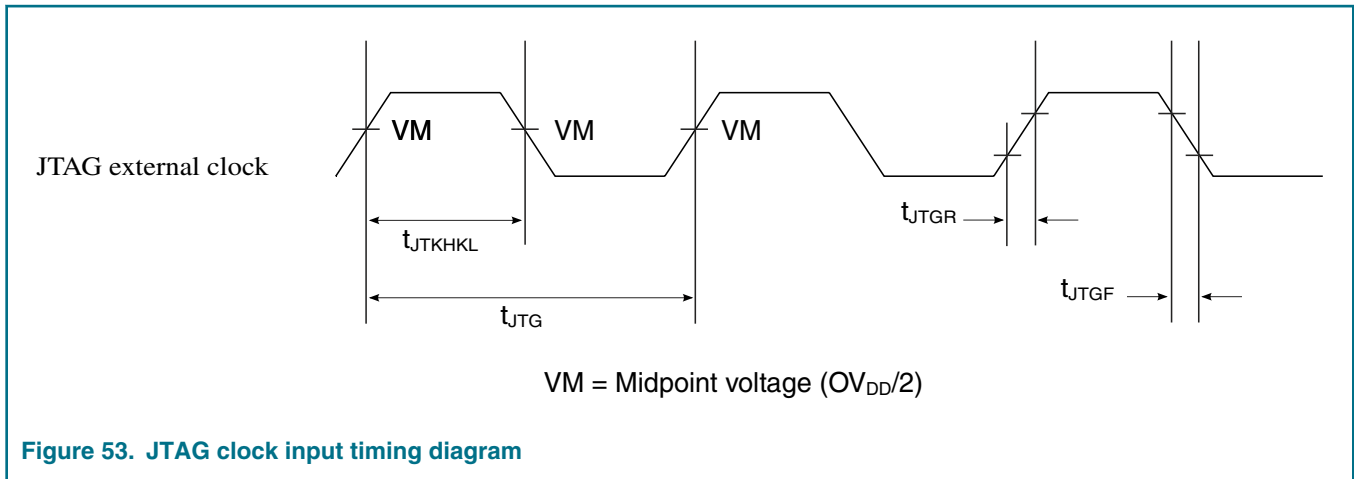 VM VM VM
JTAG external clock
tJTKHKL
tJTGR
tJTG
tJTGF
VM = Midpoint voltage (OVDD/2)
Figure 53. JTAG clock input timing diagram